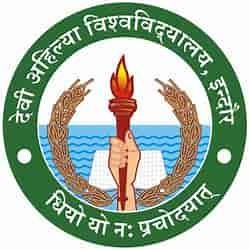 देवी अहिल्या विश्वविद्यालय, इन्दौर
धियो यो नः प्रचोदयात्